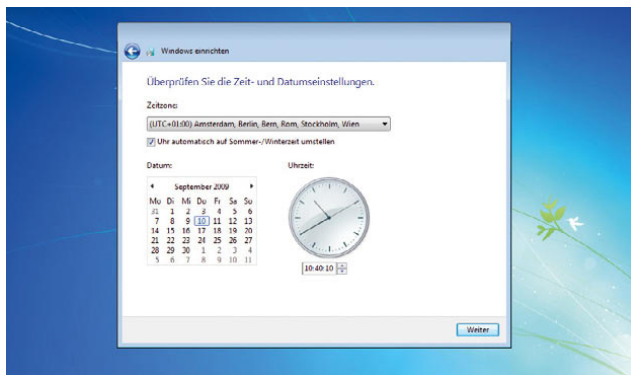 Windows einrichten
Überprüfen Sie die Zeit- und Datumseinstellungen.
Zeitzone:
(UTC+01:00) Amsterdam, Berlin, Bern, Rom, Stockholm, Wien
Uhr automatisch auf Sommer-/Winterzeit umstellen
Datum:
Uhrzeit:
September 2009
Mo Di Mi Do Fr Sa So
31 1 2 3 4 5 6
7 8 9 10 11 12 13
14 15 16 17 18 19 20
21 22 23 24 25 26 27
28 29 30 1 2 3 4
5 6 7 8 9 10 11
10:40:10
Weiter